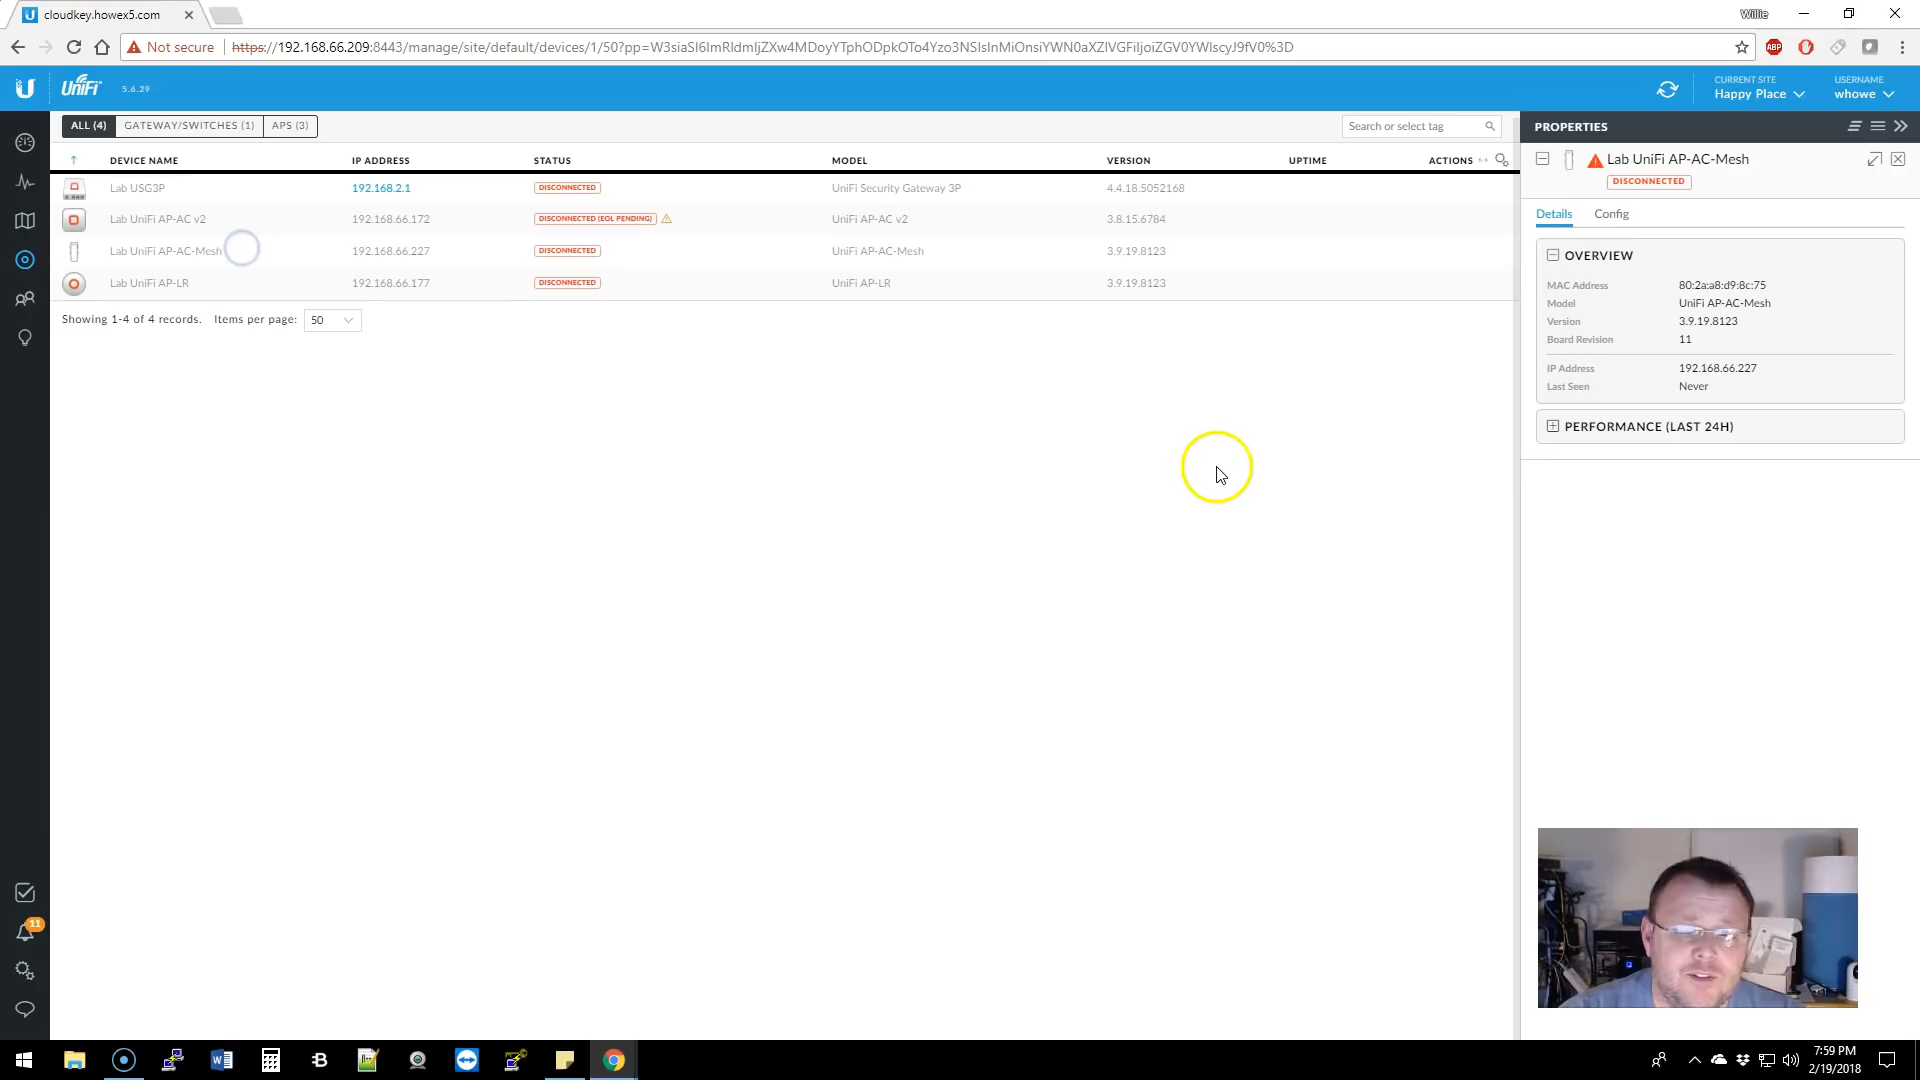 cloudkey.howex5.com
Willie
Not secure
https://192.168.66.209:8443/manage/site/default/devices/1/50?pp=W3siaSI6ImRldmljZXw4MDoyYTphODpkOTo4Yzo3NSIsInMiOnsiYWN0aXZlVGFiIjoiZGV0YWlscyJ9fV0%3D
ABP
UniFi
5.6.29
CURRENT SITE
Happy Place
USERNAME
whowe
ALL (4)
GATEWAY/SWITCHES (1)
APS (3)
Search or select tag
DEVICE NAME IP ADDRESS STATUS MODEL VERSION UPTIME ACTIONS
Lab USG3P 192.168.2.1 DISCONNECTED UniFi Security Gateway 3P 4.4.18.5052168
Lab UniFi AP-AC v2 192.168.66.172 DISCONNECTED (EOL PENDING) UniFi AP-AC v2 3.8.15.6784
Lab UniFi AP-AC-Mesh 192.168.66.227 DISCONNECTED UniFi AP-AC-Mesh 3.9.19.8123
Lab UniFi AP-LR 192.168.66.177 DISCONNECTED UniFi AP-LR 3.9.19.8123
Showing 1-4 of 4 records. Items per page: 50
PROPERTIES
Lab UniFi AP-AC-Mesh
DISCONNECTED
Details Config
OVERVIEW
MAC Address 80:2a:a8:d9:8c:75
Model UniFi AP-AC-Mesh
Version 3.9.19.8123
Board Revision 11
IP Address 192.168.66.227
Last Seen Never
PERFORMANCE (LAST 24H)
11
7:59 PM
2/19/2018